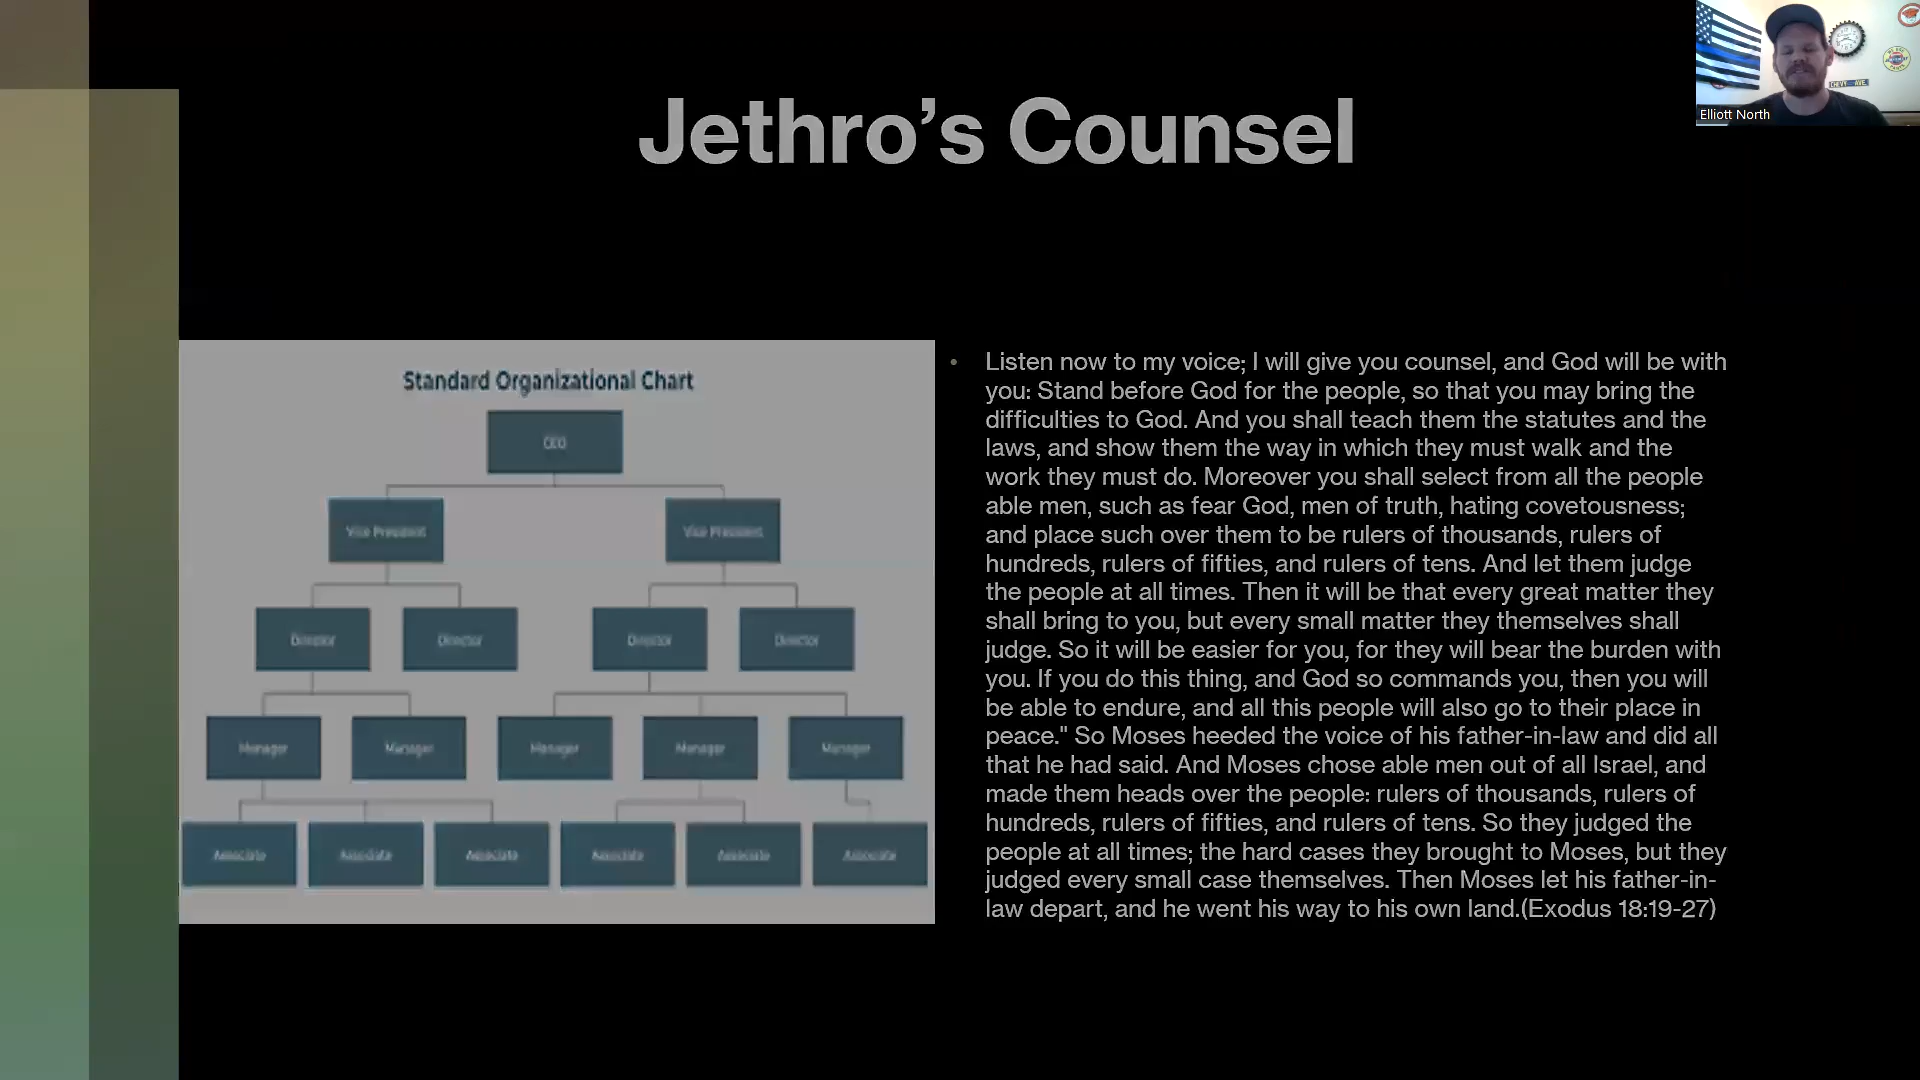 Jethro’s Counsel
Elliott North
Standard Organizational Chart
CEO
Vice President
Vice President
Director
Director
Director
Director
Manager
Manager
Manager
Manager
Manager
Associate
Associate
Associate
Associate
Associate
Associate
• Listen now to my voice; I will give you counsel, and God will be with
you: Stand before God for the people, so that you may bring the
difficulties to God. And you shall teach them the statutes and the
laws, and show them the way in which they must walk and the
work they must do. Moreover you shall select from all the people
able men, such as fear God, men of truth, hating covetousness;
and place such over them to be rulers of thousands, rulers of
hundreds, rulers of fifties, and rulers of tens. And let them judge
the people at all times. Then it will be that every great matter they
shall bring to you, but every small matter they themselves shall
judge. So it will be easier for you, for they will bear the burden with
you. If you do this thing, and God so commands you, then you will
be able to endure, and all this people will also go to their place in
peace." So Moses heeded the voice of his father-in-law and did all
that he had said. And Moses chose able men out of all Israel, and
made them heads over the people: rulers of thousands, rulers of
hundreds, rulers of fifties, and rulers of tens. So they judged the
people at all times; the hard cases they brought to Moses, but they
judged every small case themselves. Then Moses let his father-in-
law depart, and he went his way to his own land.(Exodus 18:19-27)